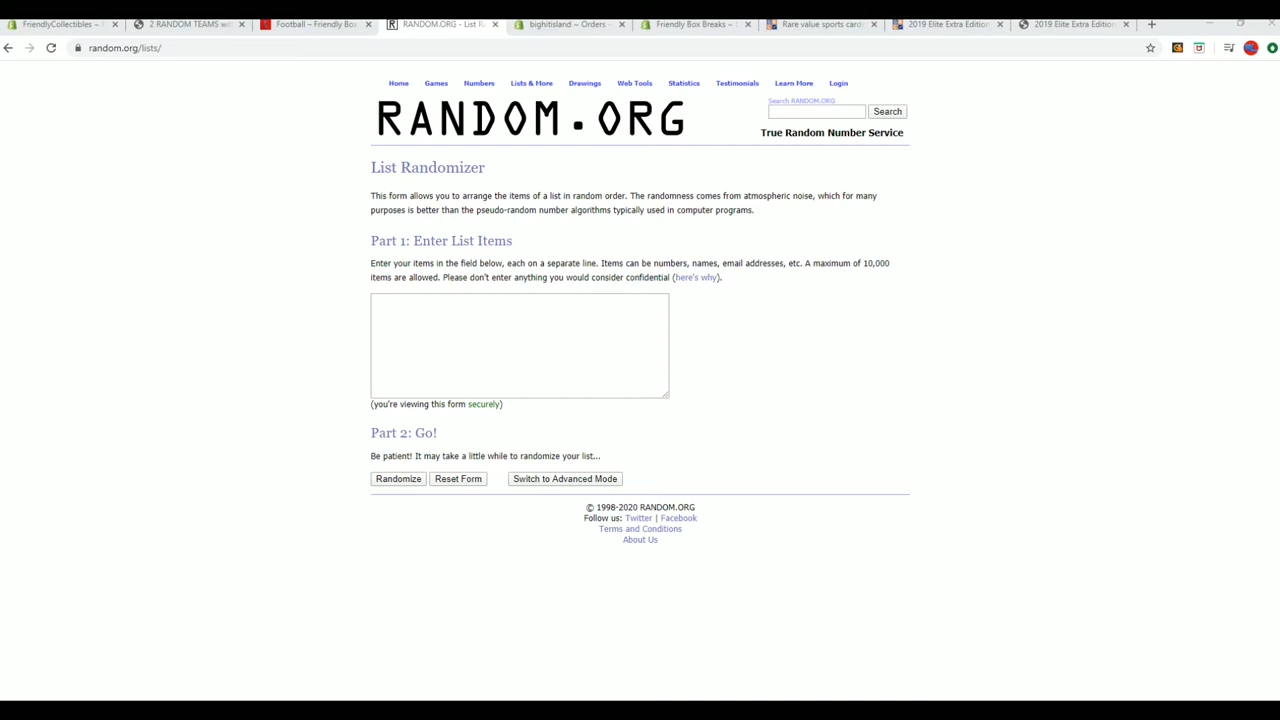 FriendlyCollectibles ~
2 RANDOM TEAMS w
Football – Friendly Bo
RANDOM.ORG - List R
bighitisland ~ Orders ~
Friendly Box Breaks ~
Rare value sports card
2019 Elite Extra Edition
2019 Elite Extra Edition
random.org/lists/
Home Games Numbers Lists & More Drawings Web Tools Statistics Testimonials Learn More Login
RANDOM.ORG
Search RANDOM.ORG
Search
True Random Number Service
List Randomizer
This form allows you to arrange the items of a list in random order. The randomness comes from atmospheric noise, which for many
purposes is better than the pseudo-random number algorithms typically used in computer programs.
Part 1: Enter List Items
Enter your items in the field below, each on a separate line. Items can be numbers, names, email addresses, etc. A maximum of 10,000
items are allowed. Please don't enter anything you would consider confidential (here's why).
(you're viewing this form securely)
Part 2: Go!
Be patient! It may take a little while to randomize your list...
Randomize Reset Form Switch to Advanced Mode
© 1998-2020 RANDOM.ORG
Follow us: Twitter | Facebook
Terms and Conditions
About Us